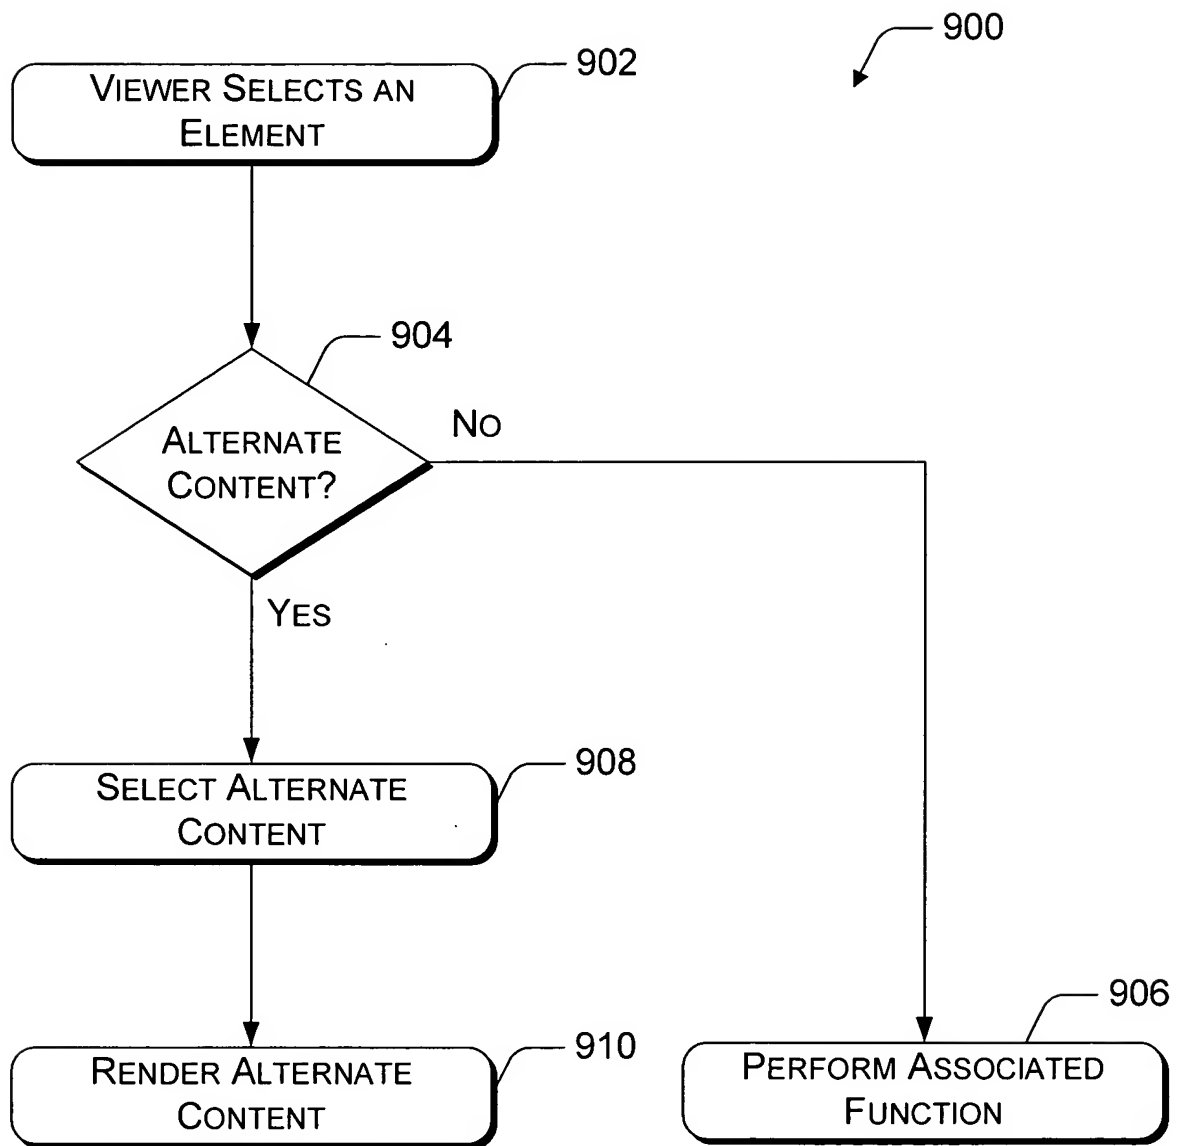 900
902
VIEWER SELECTS AN
ELEMENT
904
ALTERNATE
CONTENT?
NO
YES
908
SELECT ALTERNATE
CONTENT
906
910
RENDER ALTERNATE
CONTENT
PERFORM ASSOCIATED
FUNCTION